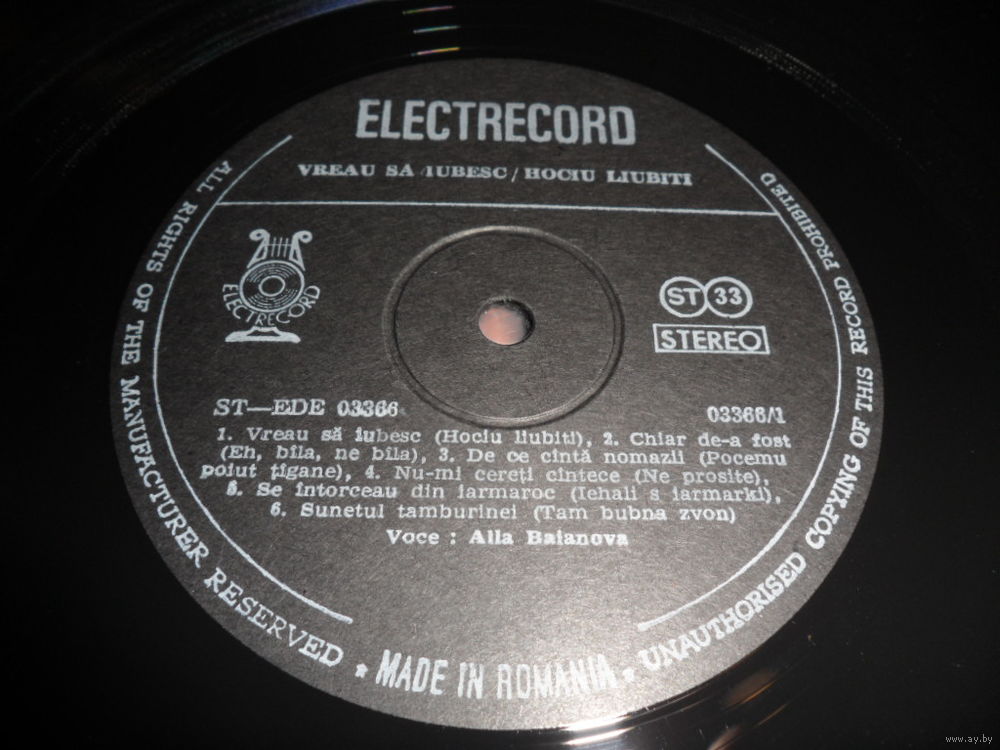 ELECTRECORD
VREAU SĂ IUBESC / HOCIU LIUBITI
ELECTRECORD
ST 33
STEREO
ST—EDE 03366
03366/1
1. Vreau să iubesc (Hociu liubiti), 2. Chiar de-a fost
(Eh, bîla, ne bîla), 3. De ce cîntă nomazii (Pocemu
poiut țigane), 4. Nu-mi cereți cîntece (Ne prosite),
5. Se întorceau din iarmaroc (Iehali s iarmarki),
6. Sunetul tamburinei (Tam bubna zvon)
Voce : Alla Baianova
ALL RIGHTS OF THE MANUFACTURER RESERVED * MADE IN ROMANIA * UNAUTHORISED COPYING OF THIS RECORD PROHIBITED
www.ay.by